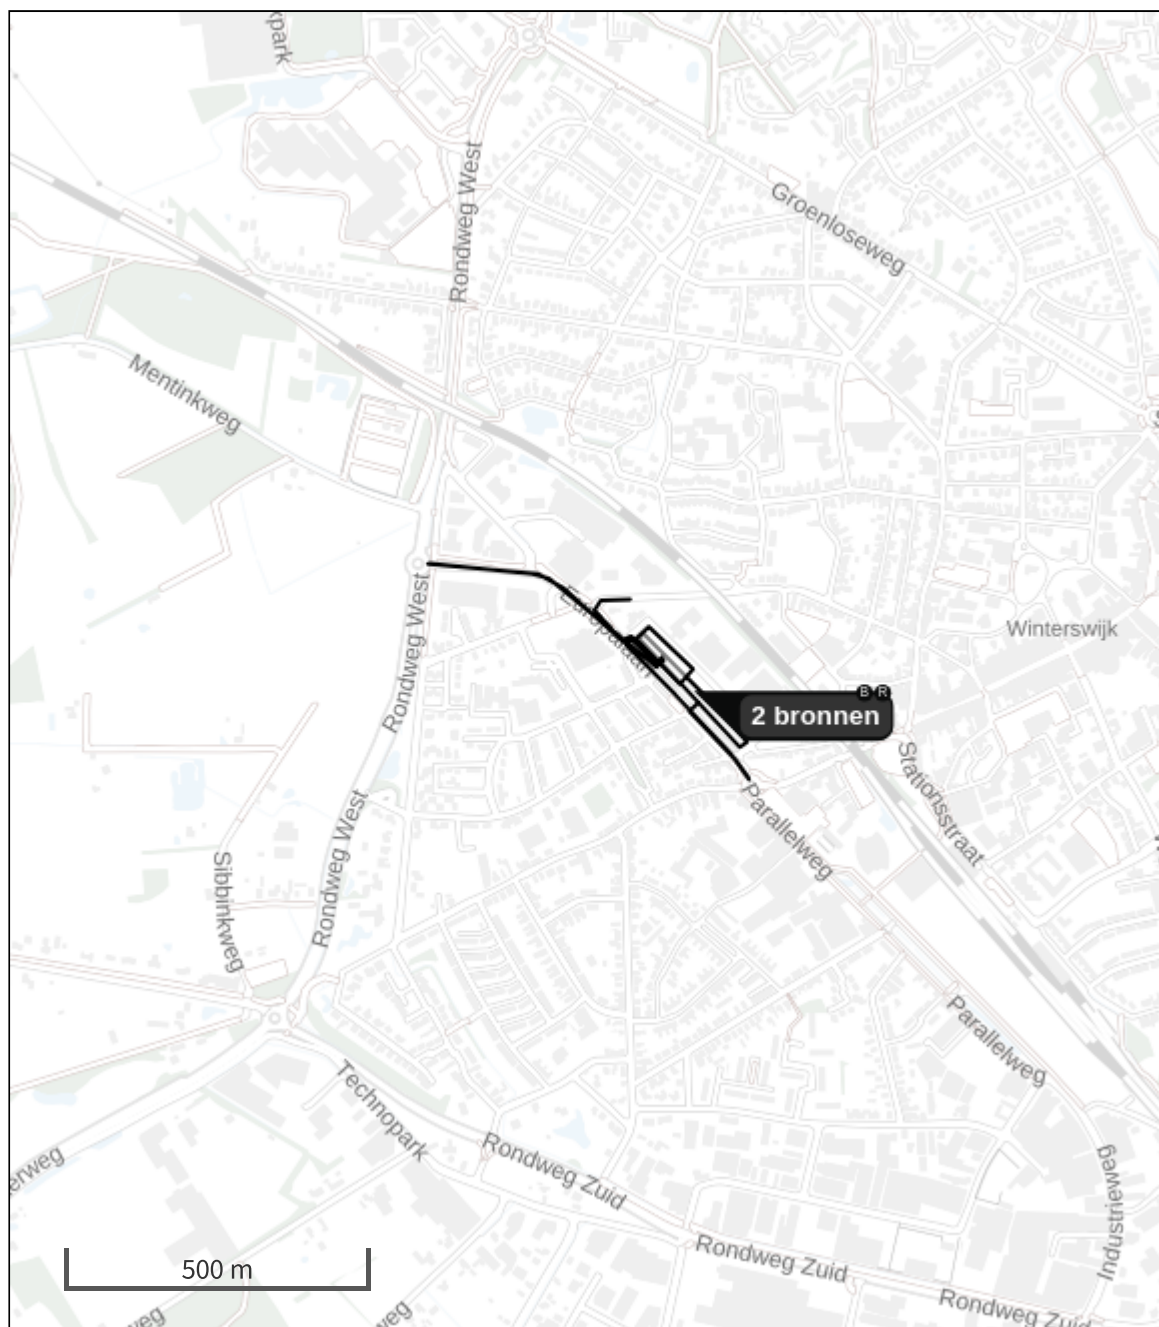 xpark
Rondweg West
Groenloseweg
Mentinkweg
Europalaan
Winterswijk
Rondweg West
B R
2 bronnen
Stationsstraat
Parallelweg
Rondweg West
Sibbinkweg
Parallelweg
Technopark
Rondweg Zuid
erweg
Industrieweg
Rondweg Zuid
500 m
Rondweg Zuid
weg
weg